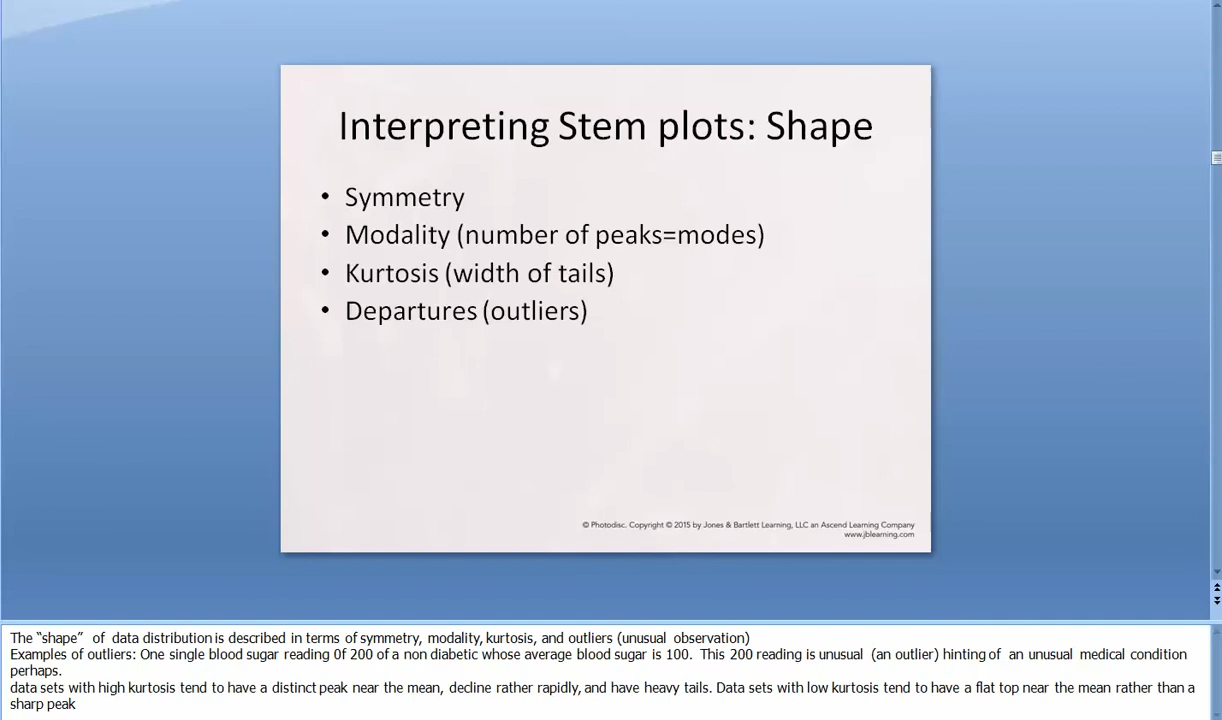 Interpreting Stem plots: Shape
• Symmetry
• Modality (number of peaks=modes)
• Kurtosis (width of tails)
• Departures (outliers)
© Photodisc. Copyright © 2015 by Jones & Bartlett Learning, LLC an Ascend Learning Company
www.jblearning.com
The “shape” of data distribution is described in terms of symmetry, modality, kurtosis, and outliers (unusual observation)
Examples of outliers: One single blood sugar reading 0f 200 of a non diabetic whose average blood sugar is 100. This 200 reading is unusual (an outlier) hinting of an unusual medical condition
perhaps.
data sets with high kurtosis tend to have a distinct peak near the mean, decline rather rapidly, and have heavy tails. Data sets with low kurtosis tend to have a flat top near the mean rather than a
sharp peak